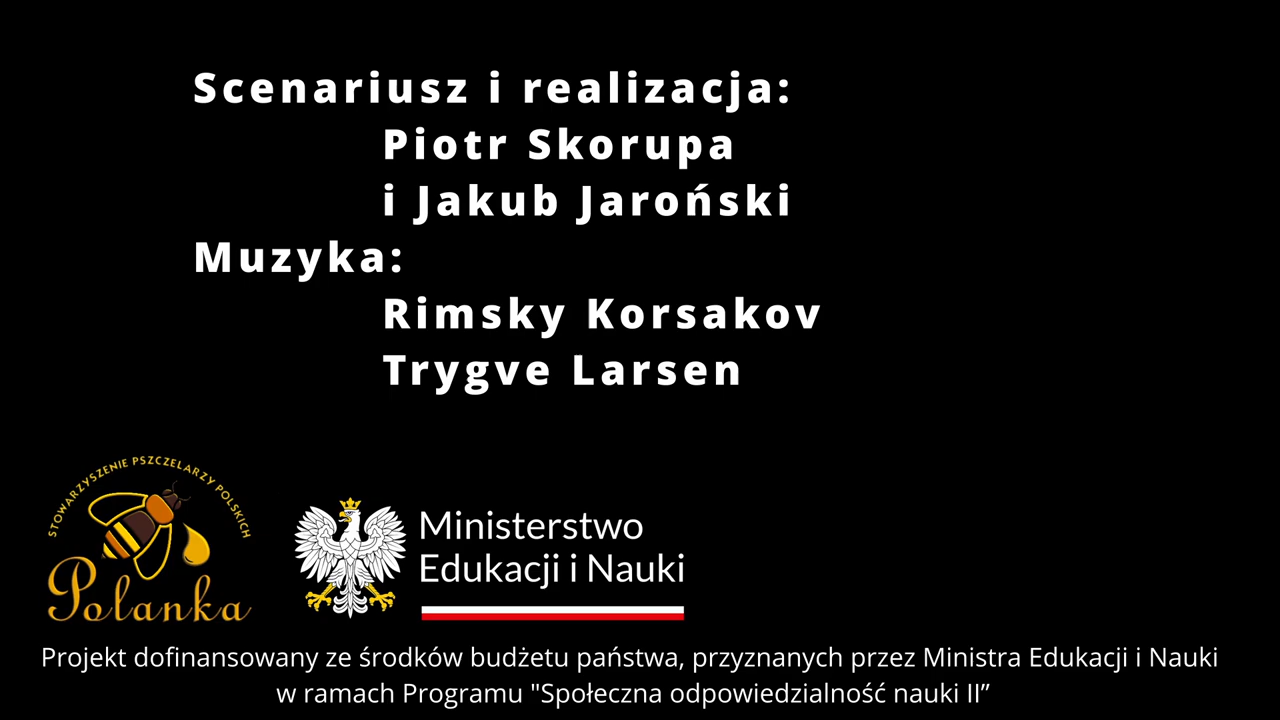 Scenariusz i realizacja:
Piotr Skorupa
i Jakub Jaroński
Muzyka:
Rimsky Korsakov
Trygve Larsen
STOWARZYSZENIE PSZCZELARZY POLSKICH
Polanka
Ministerstwo
Edukacji i Nauki
Projekt dofinansowany ze środków budżetu państwa, przyznanych przez Ministra Edukacji i Nauki
w ramach Programu "Społeczna odpowiedzialność nauki II”